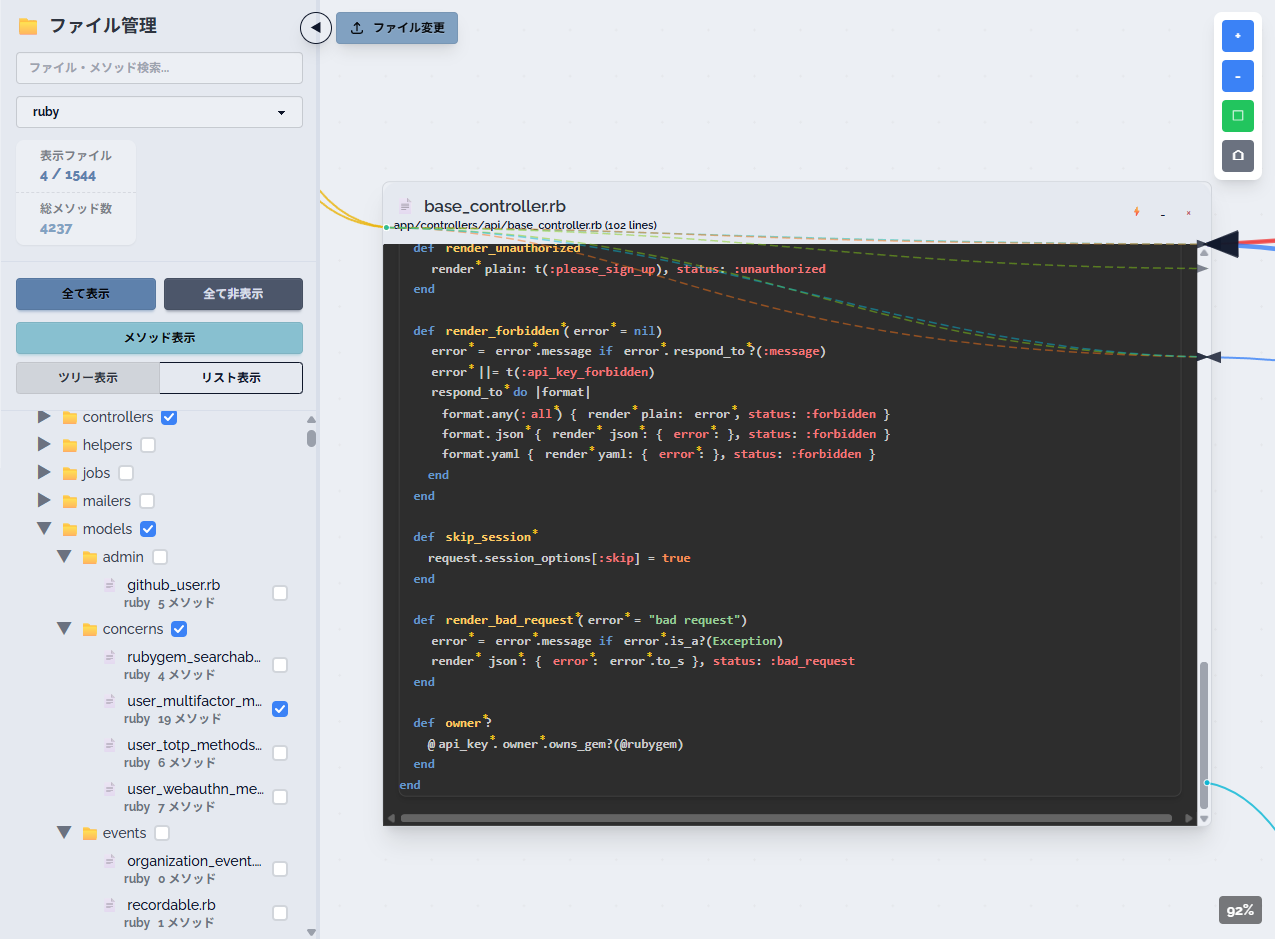 ファイル管理
ファイル変更
ファイル・メソッド検索...
ruby
表示ファイル
4 / 1544
総メソッド数
4237
全て表示
全て非表示
メソッド表示
ツリー表示
リスト表示
controllers
helpers
jobs
mailers
models
admin
github_user.rb
ruby 5 メソッド
concerns
rubygem_searchab...
ruby 4 メソッド
user_multifactor_m...
ruby 19 メソッド
user_totp_methods...
ruby 6 メソッド
user_webauthn_me...
ruby 7 メソッド
events
organization_event...
ruby 0 メソッド
recordable.rb
ruby 1 メソッド
base_controller.rb
app/controllers/api/base_controller.rb (102 lines)
def render_unauthorized
render* plain: t(:please_sign_up), status: :unauthorized
end
def render_forbidden*( error* = nil)
error* = error*.message if error*. respond_to*?(:message)
error* ||= t(:api_key_forbidden)
respond_to* do |format|
format.any(: all*) { render* plain: error*, status: :forbidden }
format. json* { render* json*: { error*: }, status: :forbidden }
format.yaml { render* yaml: { error*: }, status: :forbidden }
end
end
def skip_session*
request.session_options[:skip] = true
end
def render_bad_request*( error* = "bad request")
error* = error*.message if error*.is_a?(Exception)
render* json*: { error*: error*.to_s }, status: :bad_request
end
def owner*?
@ api_key*. owner*.owns_gem?(@rubygem)
end
end
+
-
92%